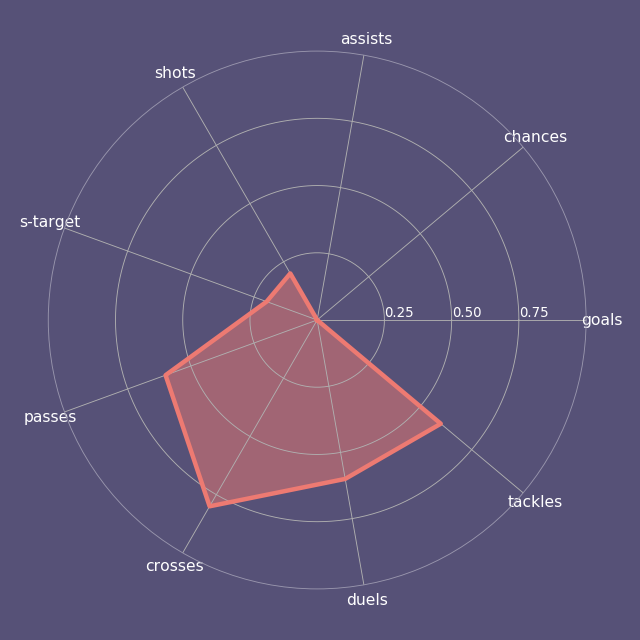 assists
shots
chances
s-target
0.25
0.50
0.75
goals
passes
tackles
crosses
duels